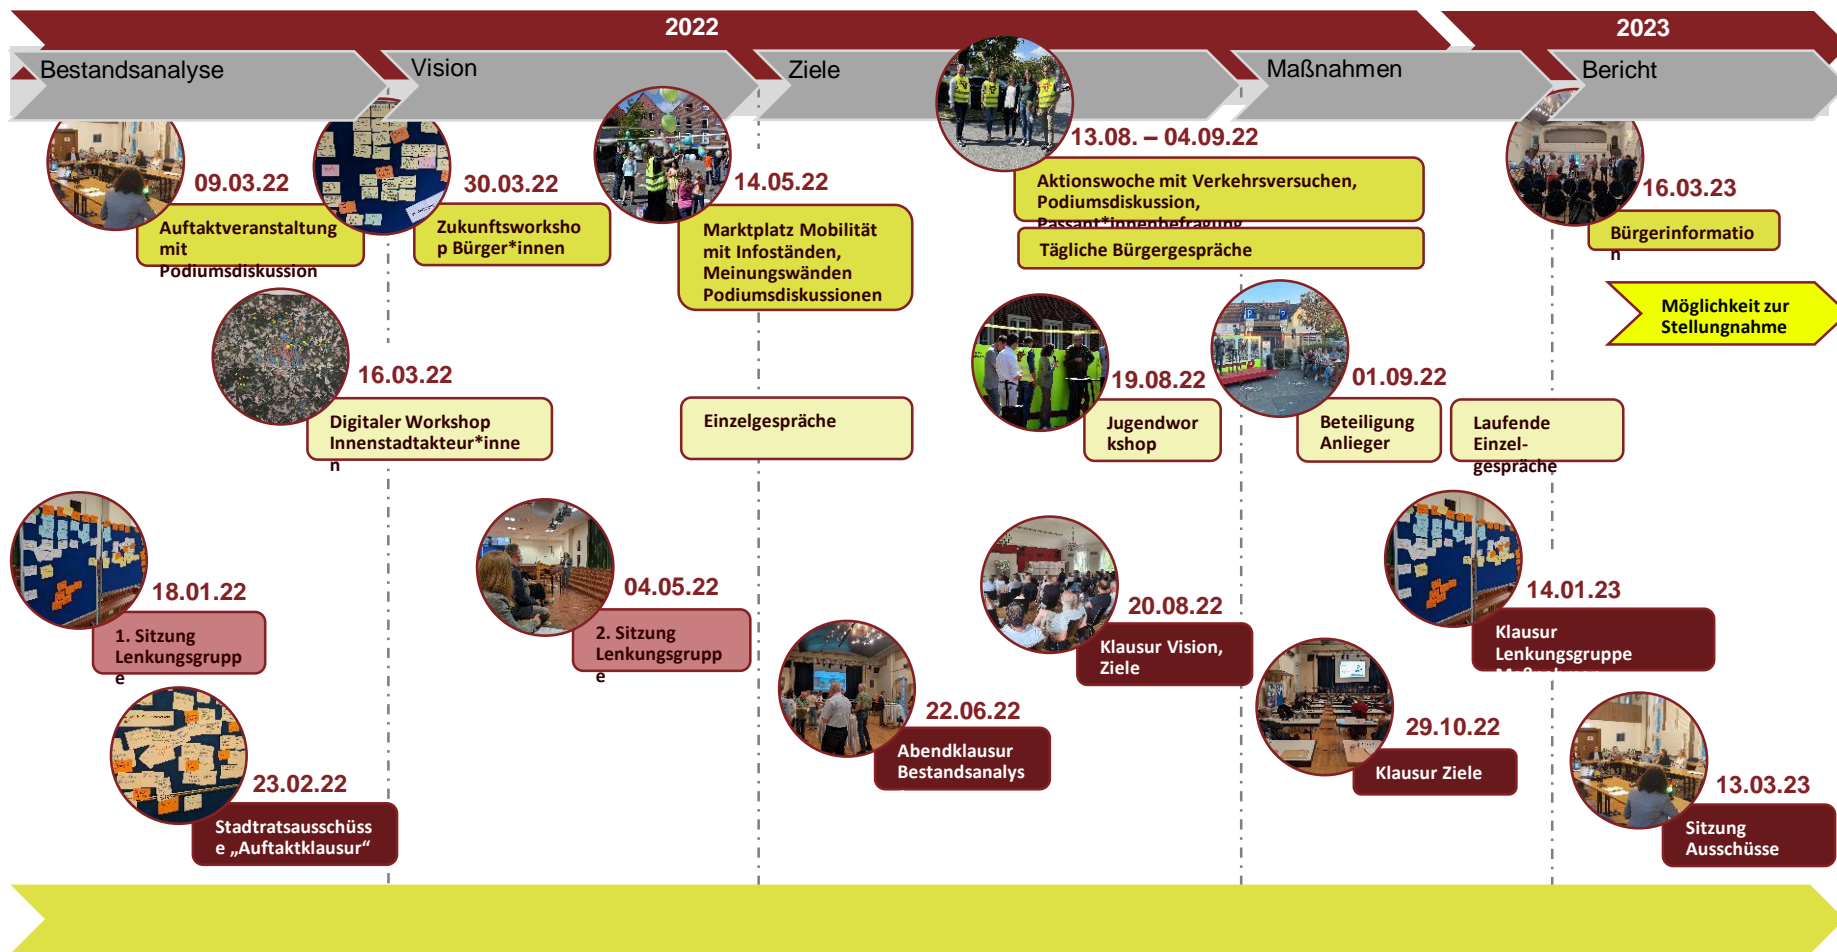 2022
2023
Bestandsanalyse
Vision
Ziele
Maßnahmen
Bericht
09.03.22
Auftaktveranstaltung
mit
Podiumsdiskussion
30.03.22
Zukunftsworksho
p Bürger*innen
14.05.22
Marktplatz Mobilität
mit Infoständen,
Meinungswänden
Podiumsdiskussionen
13.08. – 04.09.22
Aktionswoche mit Verkehrsversuchen,
Podiumsdiskussion,
Passant*innenbefragung
Tägliche Bürgergespräche
16.03.23
Bürgerinformatio
n
Möglichkeit zur
Stellungnahme
16.03.22
Digitaler Workshop
Innenstadtakteur*inne
n
Einzelgespräche
19.08.22
Jugendwor
kshop
01.09.22
Beteiligung
Anlieger
Laufende
Einzel-
gespräche
18.01.22
1. Sitzung
Lenkungsgrupp
e
04.05.22
2. Sitzung
Lenkungsgrupp
e
20.08.22
Klausur Vision,
Ziele
14.01.23
Klausur
Lenkungsgruppe
23.02.22
Stadtratsausschüss
e „Auftaktklausur“
22.06.22
Abendklausur
Bestandsanalys
29.10.22
Klausur Ziele
13.03.23
Sitzung
Ausschüsse